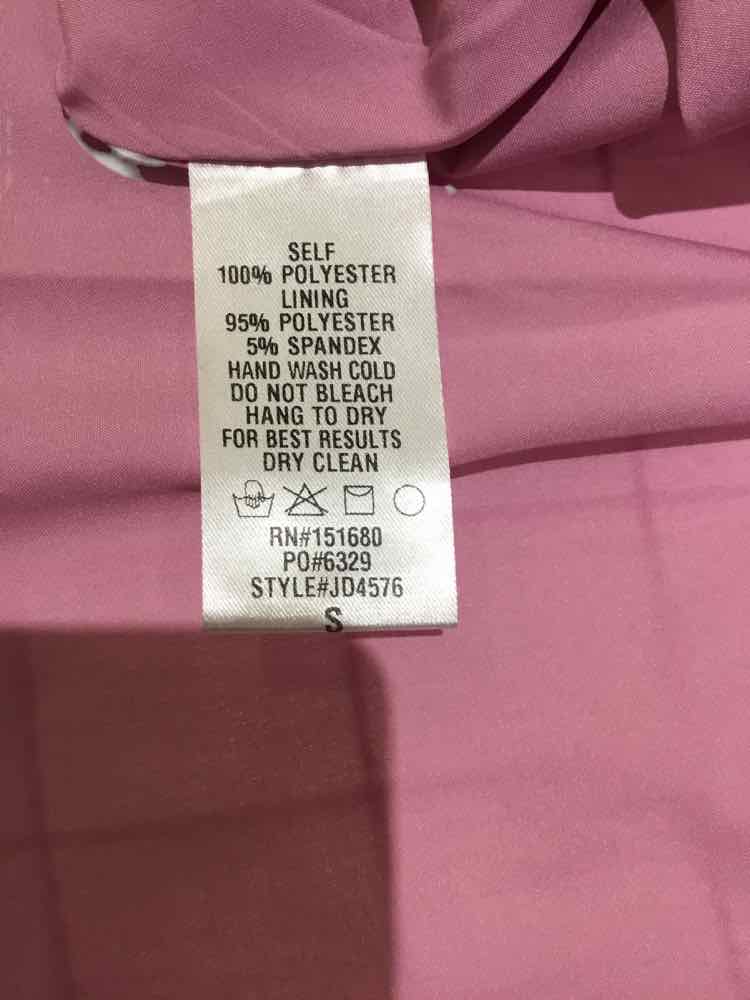 SELF
100% POLYESTER
LINING
95% POLYESTER
5% SPANDEX
HAND WASH COLD
DO NOT BLEACH
HANG TO DRY
FOR BEST RESULTS
DRY CLEAN
RN#151680
PO#6329
STYLE#JD4576
S